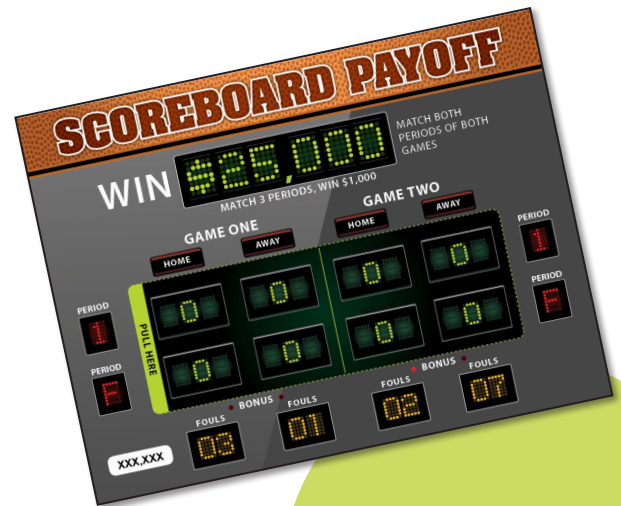 SCOREBOARD PAYOFF
WIN $25,000
MATCH BOTH
PERIODS OF BOTH
GAMES
MATCH 3 PERIODS, WIN $1,000
GAME ONE
GAME TWO
HOME
AWAY
HOME
AWAY
PERIOD
1
0
0
0
0
PERIOD
1
PULL HERE
PERIOD
F
0
0
0
0
PERIOD
F
BONUS
BONUS
FOULS
FOULS
FOULS
FOULS
03
01
02
07
XXX,XXX